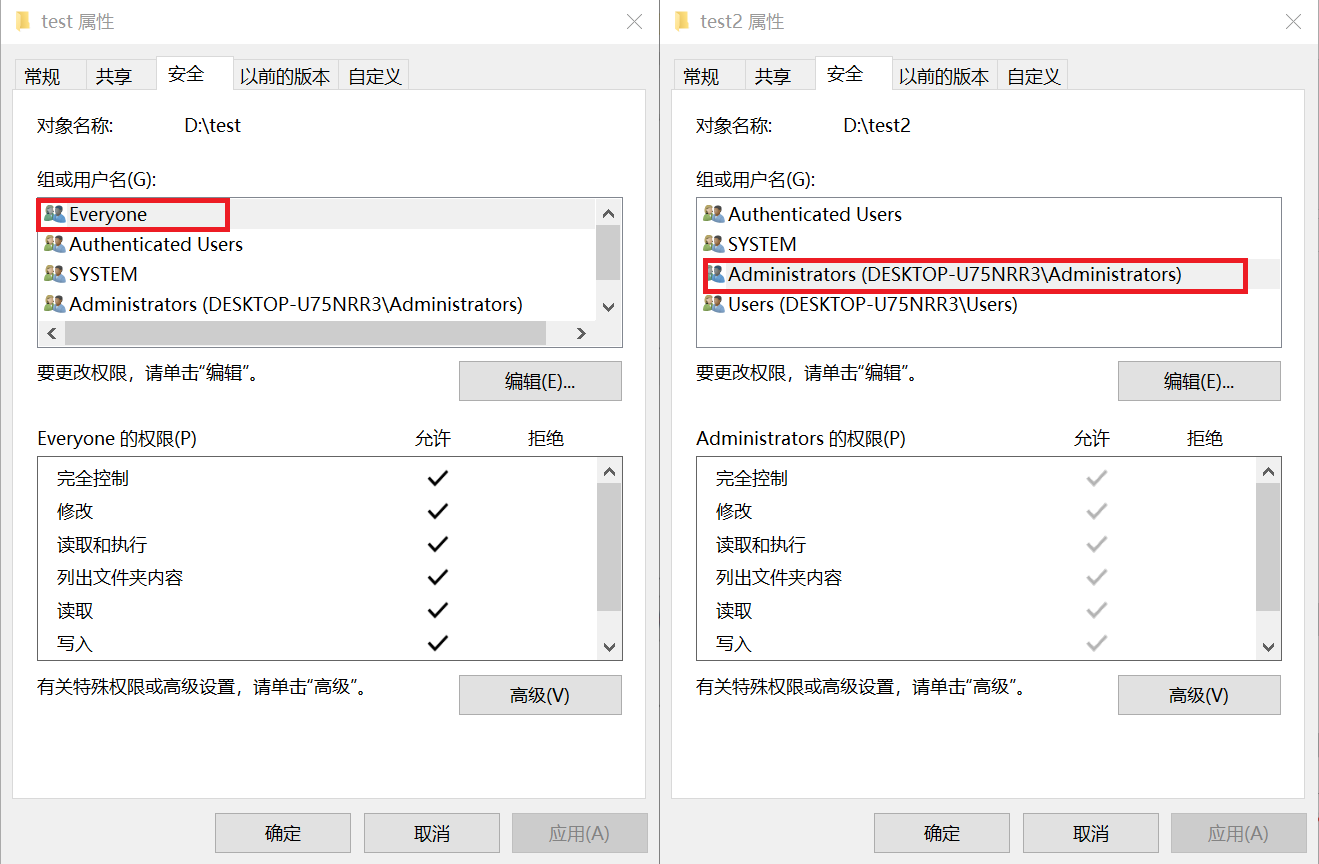 test 属性
常规 共享 安全 以前的版本 自定义
对象名称: D:\test
组或用户名(G):
Everyone
Authenticated Users
SYSTEM
Administrators (DESKTOP-U75NRR3\Administrators)
要更改权限，请单击“编辑”。
编辑(E)...
Everyone 的权限(P) 允许 拒绝
完全控制
修改
读取和执行
列出文件夹内容
读取
写入
有关特殊权限或高级设置，请单击“高级”。
高级(V)
确定 取消 应用(A)
test2 属性
常规 共享 安全 以前的版本 自定义
对象名称: D:\test2
组或用户名(G):
Authenticated Users
SYSTEM
Administrators (DESKTOP-U75NRR3\Administrators)
Users (DESKTOP-U75NRR3\Users)
要更改权限，请单击“编辑”。
编辑(E)...
Administrators 的权限(P) 允许 拒绝
完全控制
修改
读取和执行
列出文件夹内容
读取
写入
有关特殊权限或高级设置，请单击“高级”。
高级(V)
确定 取消 应用(A)